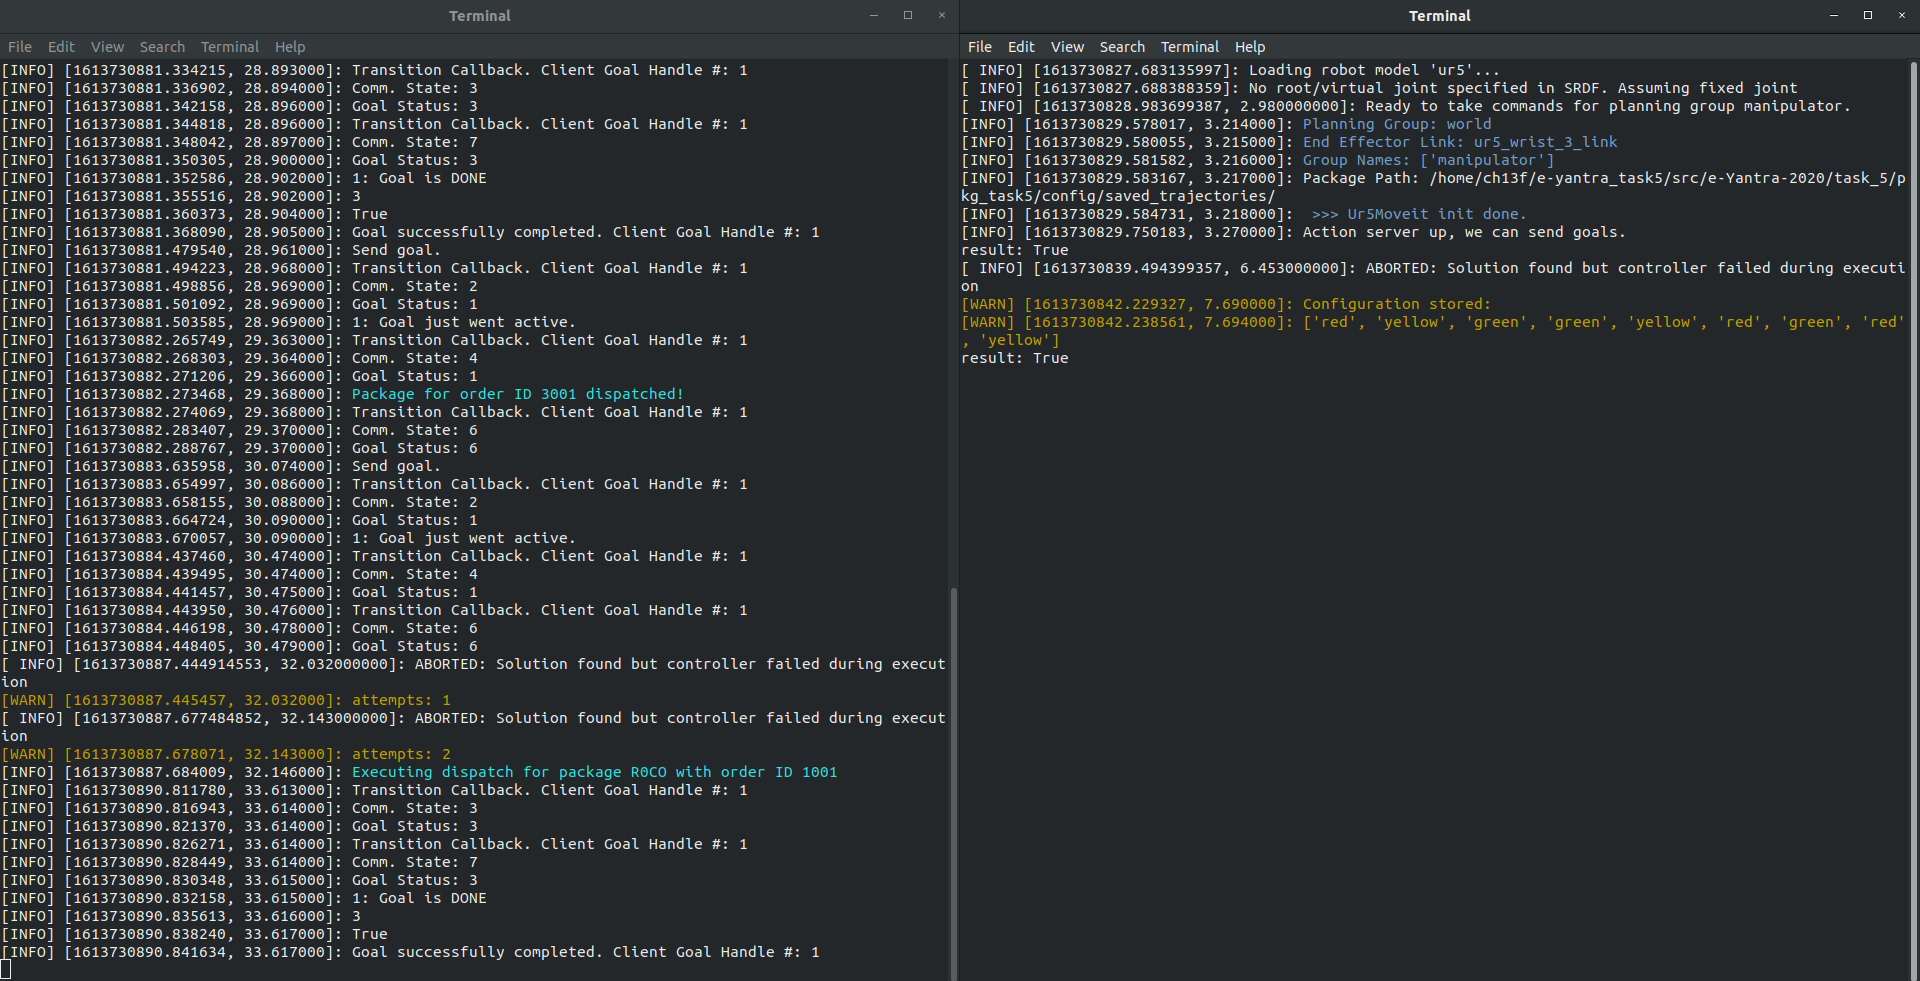 Terminal
File Edit View Search Terminal Help
[INFO] [1613730881.334215, 28.893000]: Transition Callback. Client Goal Handle #: 1
[INFO] [1613730881.336902, 28.894000]: Comm. State: 3
[INFO] [1613730881.342158, 28.896000]: Goal Status: 3
[INFO] [1613730881.344818, 28.896000]: Transition Callback. Client Goal Handle #: 1
[INFO] [1613730881.348042, 28.897000]: Comm. State: 7
[INFO] [1613730881.350305, 28.900000]: Goal Status: 3
[INFO] [1613730881.352586, 28.902000]: 1: Goal is DONE
[INFO] [1613730881.355516, 28.902000]: 3
[INFO] [1613730881.360373, 28.904000]: True
[INFO] [1613730881.368090, 28.905000]: Goal successfully completed. Client Goal Handle #: 1
[INFO] [1613730881.479540, 28.961000]: Send goal.
[INFO] [1613730881.494223, 28.968000]: Transition Callback. Client Goal Handle #: 1
[INFO] [1613730881.498856, 28.969000]: Comm. State: 2
[INFO] [1613730881.501092, 28.969000]: Goal Status: 1
[INFO] [1613730881.503585, 28.969000]: 1: Goal just went active.
[INFO] [1613730882.265749, 29.363000]: Transition Callback. Client Goal Handle #: 1
[INFO] [1613730882.268303, 29.364000]: Comm. State: 4
[INFO] [1613730882.271206, 29.366000]: Goal Status: 1
[INFO] [1613730882.273468, 29.368000]: Package for order ID 3001 dispatched!
[INFO] [1613730882.274069, 29.368000]: Transition Callback. Client Goal Handle #: 1
[INFO] [1613730882.283407, 29.370000]: Comm. State: 6
[INFO] [1613730882.288767, 29.370000]: Goal Status: 6
[INFO] [1613730883.635958, 30.074000]: Send goal.
[INFO] [1613730883.654997, 30.086000]: Transition Callback. Client Goal Handle #: 1
[INFO] [1613730883.658155, 30.088000]: Comm. State: 2
[INFO] [1613730883.664724, 30.090000]: Goal Status: 1
[INFO] [1613730883.670057, 30.090000]: 1: Goal just went active.
[INFO] [1613730884.437460, 30.474000]: Transition Callback. Client Goal Handle #: 1
[INFO] [1613730884.439495, 30.474000]: Comm. State: 4
[INFO] [1613730884.441457, 30.475000]: Goal Status: 1
[INFO] [1613730884.443950, 30.476000]: Transition Callback. Client Goal Handle #: 1
[INFO] [1613730884.446198, 30.478000]: Comm. State: 6
[INFO] [1613730884.448405, 30.479000]: Goal Status: 6
[ INFO] [1613730887.444914553, 32.032000000]: ABORTED: Solution found but controller failed during execut
ion
[WARN] [1613730887.445457, 32.032000]: attempts: 1
[ INFO] [1613730887.677484852, 32.143000000]: ABORTED: Solution found but controller failed during execut
ion
[WARN] [1613730887.678071, 32.143000]: attempts: 2
[INFO] [1613730887.684009, 32.146000]: Executing dispatch for package R0C0 with order ID 1001
[INFO] [1613730890.811780, 33.613000]: Transition Callback. Client Goal Handle #: 1
[INFO] [1613730890.816943, 33.614000]: Comm. State: 3
[INFO] [1613730890.821370, 33.614000]: Goal Status: 3
[INFO] [1613730890.826271, 33.614000]: Transition Callback. Client Goal Handle #: 1
[INFO] [1613730890.828449, 33.614000]: Comm. State: 7
[INFO] [1613730890.830348, 33.615000]: Goal Status: 3
[INFO] [1613730890.832158, 33.615000]: 1: Goal is DONE
[INFO] [1613730890.835613, 33.616000]: 3
[INFO] [1613730890.838240, 33.617000]: True
[INFO] [1613730890.841634, 33.617000]: Goal successfully completed. Client Goal Handle #: 1
Terminal
File Edit View Search Terminal Help
[ INFO] [1613730827.683135997]: Loading robot model 'ur5'...
[ INFO] [1613730827.688388359]: No root/virtual joint specified in SRDF. Assuming fixed joint
[ INFO] [1613730828.983699387, 2.980000000]: Ready to take commands for planning group manipulator.
[INFO] [1613730829.578017, 3.214000]: Planning Group: world
[INFO] [1613730829.580055, 3.215000]: End Effector Link: ur5_wrist_3_link
[INFO] [1613730829.581582, 3.216000]: Group Names: ['manipulator']
[INFO] [1613730829.583167, 3.217000]: Package Path: /home/ch13f/e-yantra_task5/src/e-Yantra-2020/task_5/p
kg_task5/config/saved_trajectories/
[INFO] [1613730829.584731, 3.218000]:  >>> Ur5Moveit init done.
[INFO] [1613730829.750183, 3.270000]: Action server up, we can send goals.
result: True
[ INFO] [1613730839.494399357, 6.453000000]: ABORTED: Solution found but controller failed during executi
on
[WARN] [1613730842.229327, 7.690000]: Configuration stored:
[WARN] [1613730842.238561, 7.694000]: ['red', 'yellow', 'green', 'green', 'yellow', 'red', 'green', 'red'
, 'yellow']
result: True